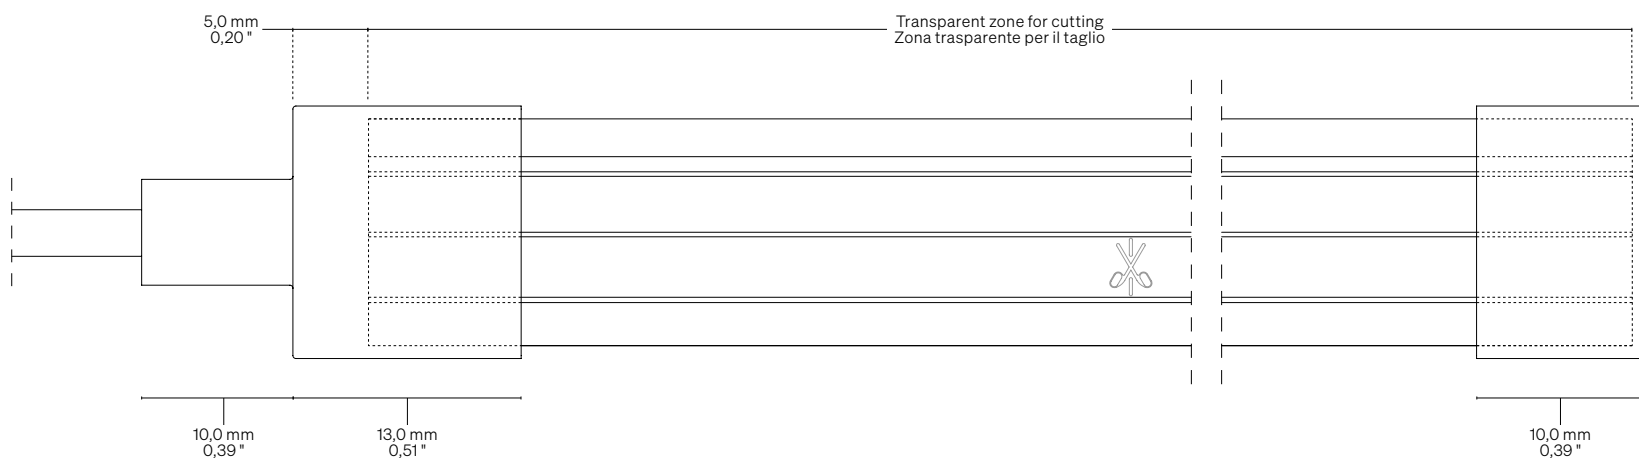 5,0 mm
0,20 "
Transparent zone for cutting
Zona trasparente per il taglio
10,0 mm
0,39 "
13,0 mm
0,51 "
10,0 mm
0,39 "